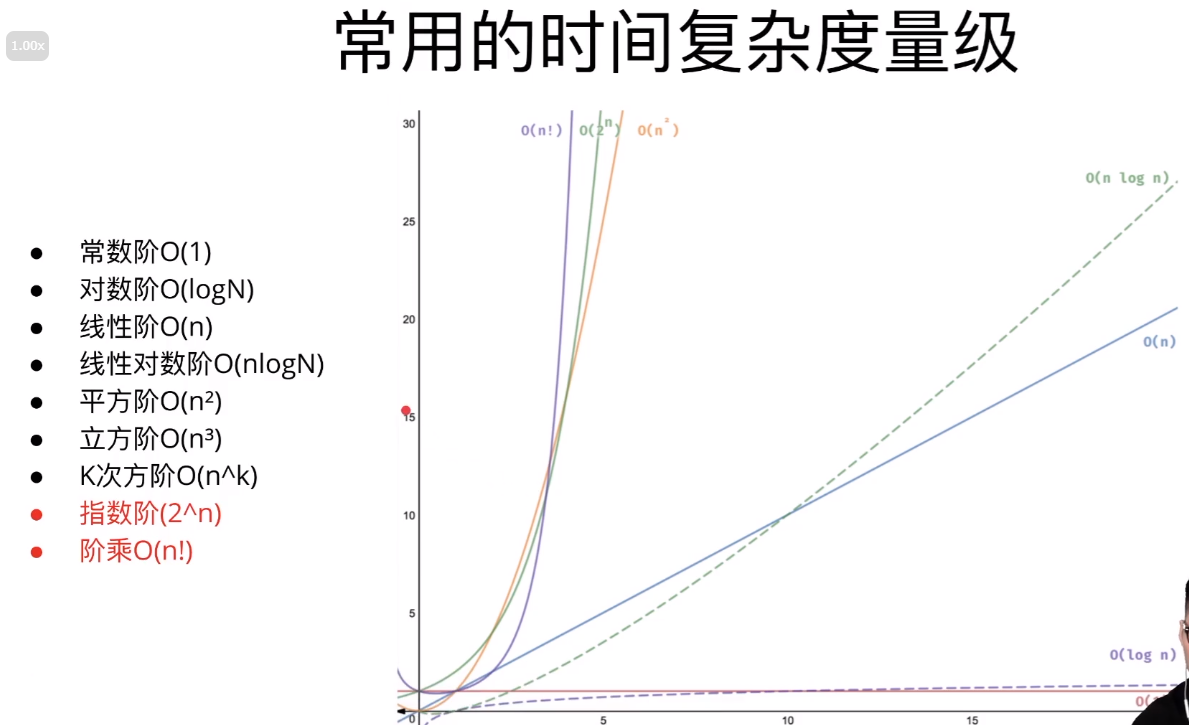 1.00x
常用的时间复杂度量级
常数阶O(1)
对数阶O(logN)
线性阶O(n)
线性对数阶O(nlogN)
平方阶O(n²)
立方阶O(n³)
K次方阶O(n^k)
指数阶(2^n)
阶乘O(n!)
30
O(n!) O(2ⁿ) O(n²)
O(n log n)
25
20
O(n)
15
10
5
O(log n)
0
5 10 15